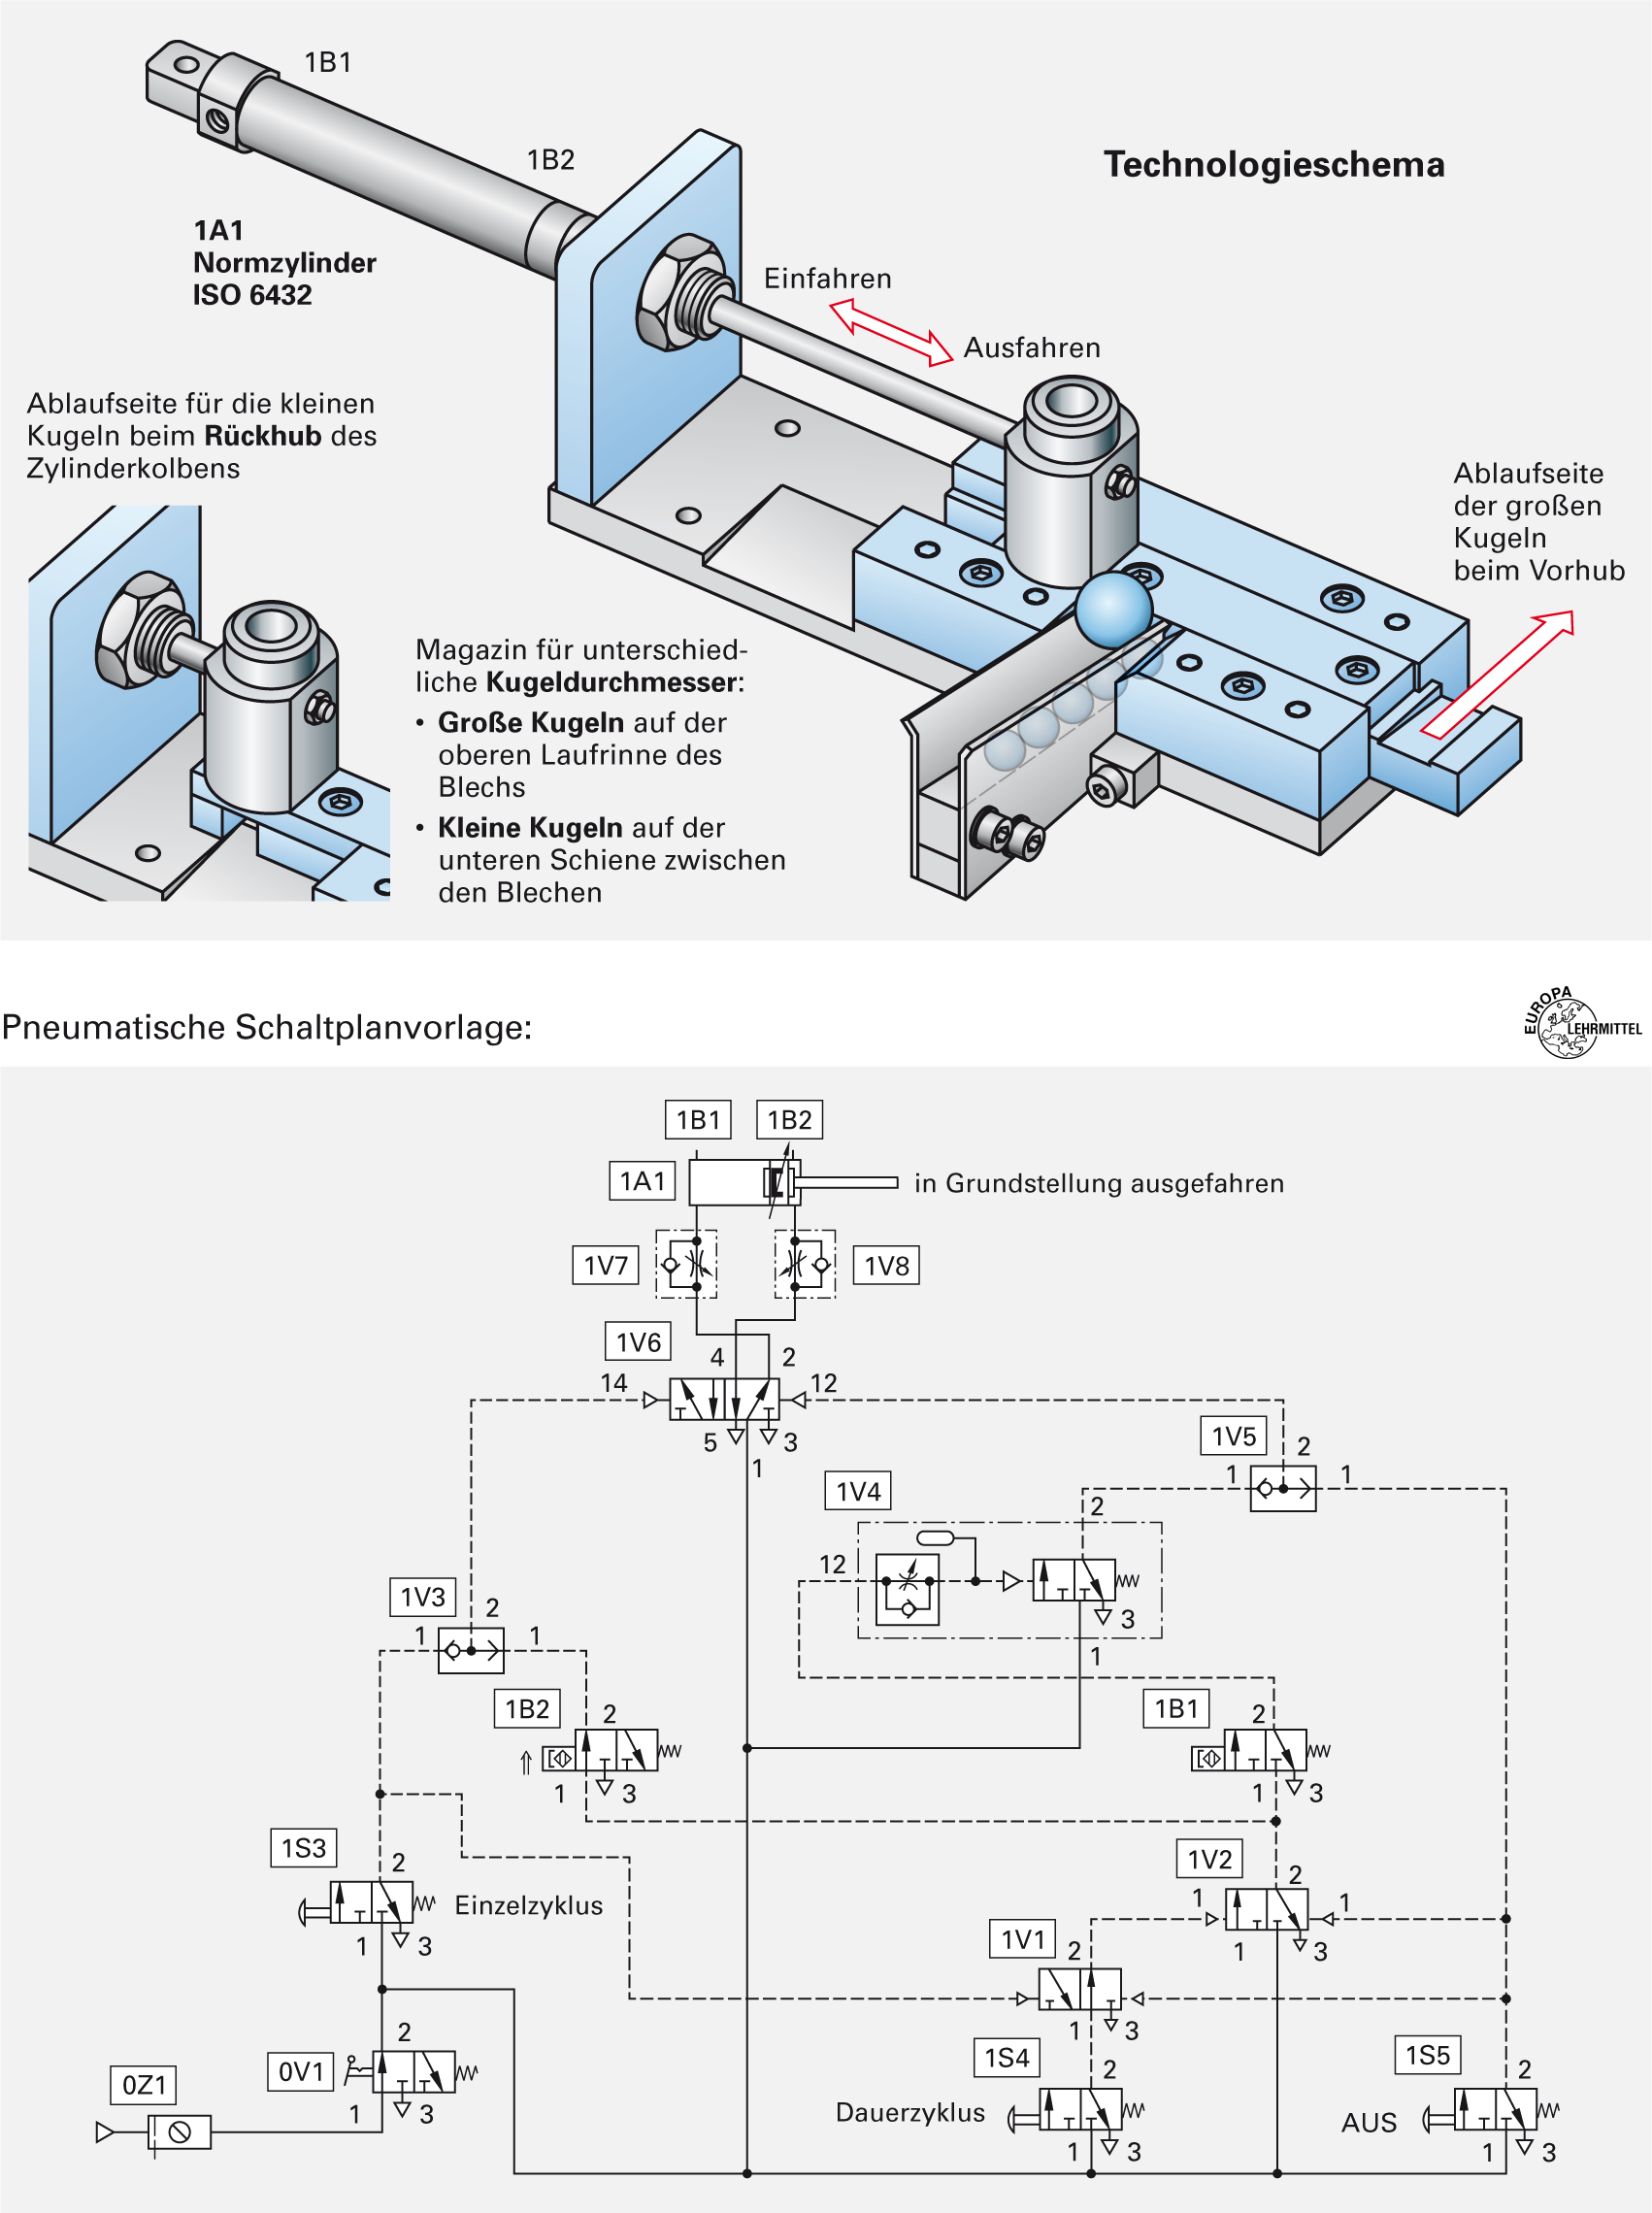 1B1
1B2
Technologieschema
1A1
Normzylinder
ISO 6432
Einfahren
Ausfahren
Ablaufseite für die kleinen
Kugeln beim Rückhub des
Zylinderkolbens
Ablaufseite
der großen
Kugeln
beim Vorhub
Magazin für unterschied-
liche Kugeldurchmesser:
• Große Kugeln auf der
oberen Laufrinne des
Blechs
• Kleine Kugeln auf der
unteren Schiene zwischen
den Blechen
EUROPA
LEHRMITTEL
Pneumatische Schaltplanvorlage:
1B1 1B2
1A1
in Grundstellung ausgefahren
1V7
1V8
1V6
4 2
14 12
5 3
1
1V5
2
1 1
1V4
2
12
3
1
1V3
2
1 1
1B2
2
1 3
1B1
2
1 3
1S3
2
Einzelzyklus
1 3
1V2
2
1 1
1 3
1V1
2
1 3
0V1
2
1 3
0Z1
1S4
2
Dauerzyklus
1 3
1S5
2
AUS
1 3